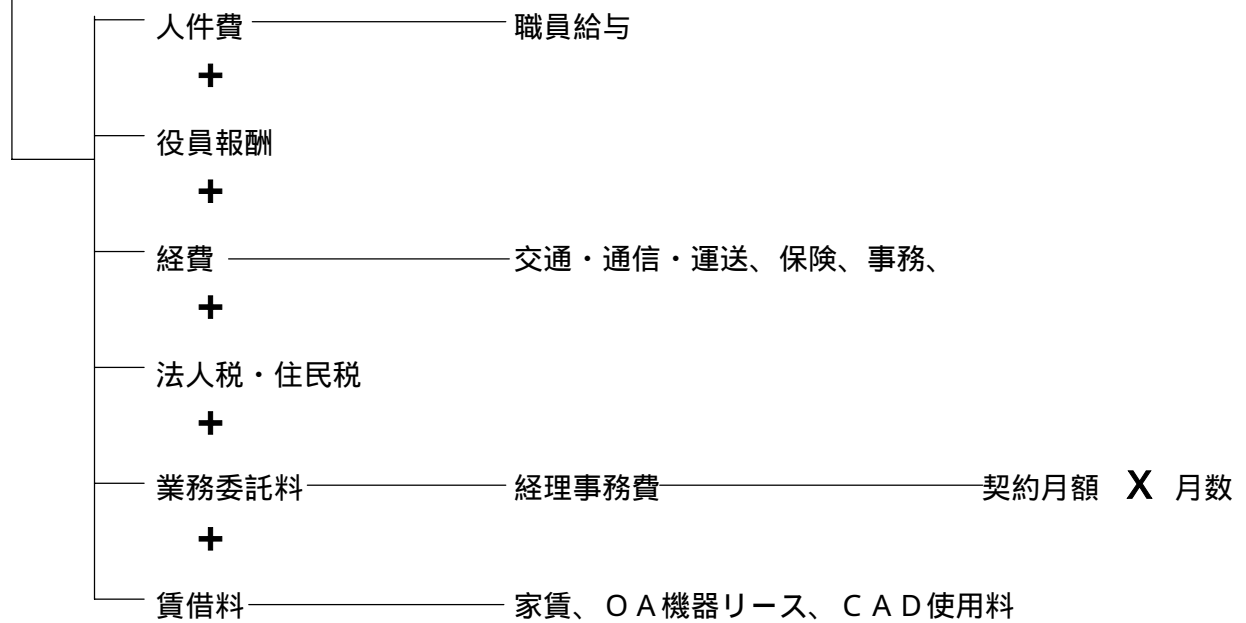 人件費 職員給与
+
役員報酬
+
経費 交通・通信・運送、保険、事務、
+
法人税・住民税
+
業務委託料 経理事務費 契約月額 X 月数
+
賃借料 家賃、ＯＡ機器リース、ＣＡＤ使用料